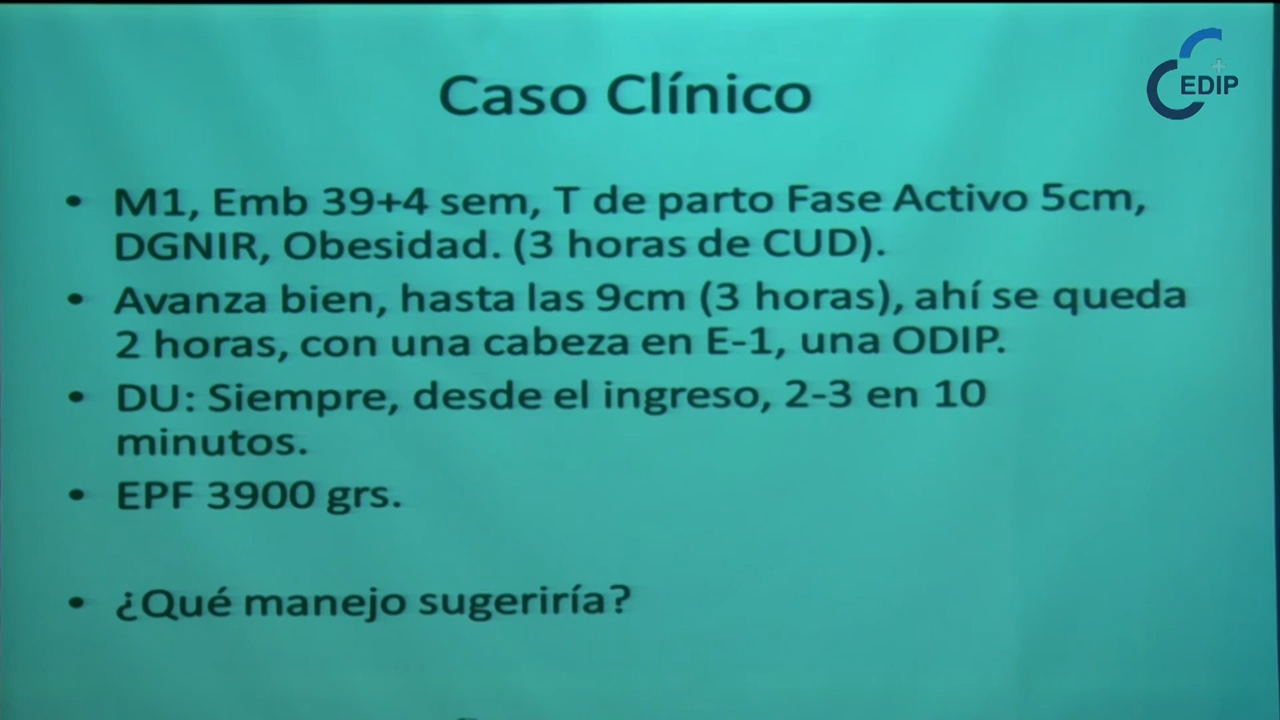 Caso Clínico
EDIP
• M1, Emb 39+4 sem, T de parto Fase Activo 5cm,
DGNIR, Obesidad. (3 horas de CUD).
• Avanza bien, hasta las 9cm (3 horas), ahí se queda
2 horas, con una cabeza en E-1, una ODIP.
• DU: Siempre, desde el ingreso, 2-3 en 10
minutos.
• EPF 3900 grs.
• ¿Qué manejo sugeriría?